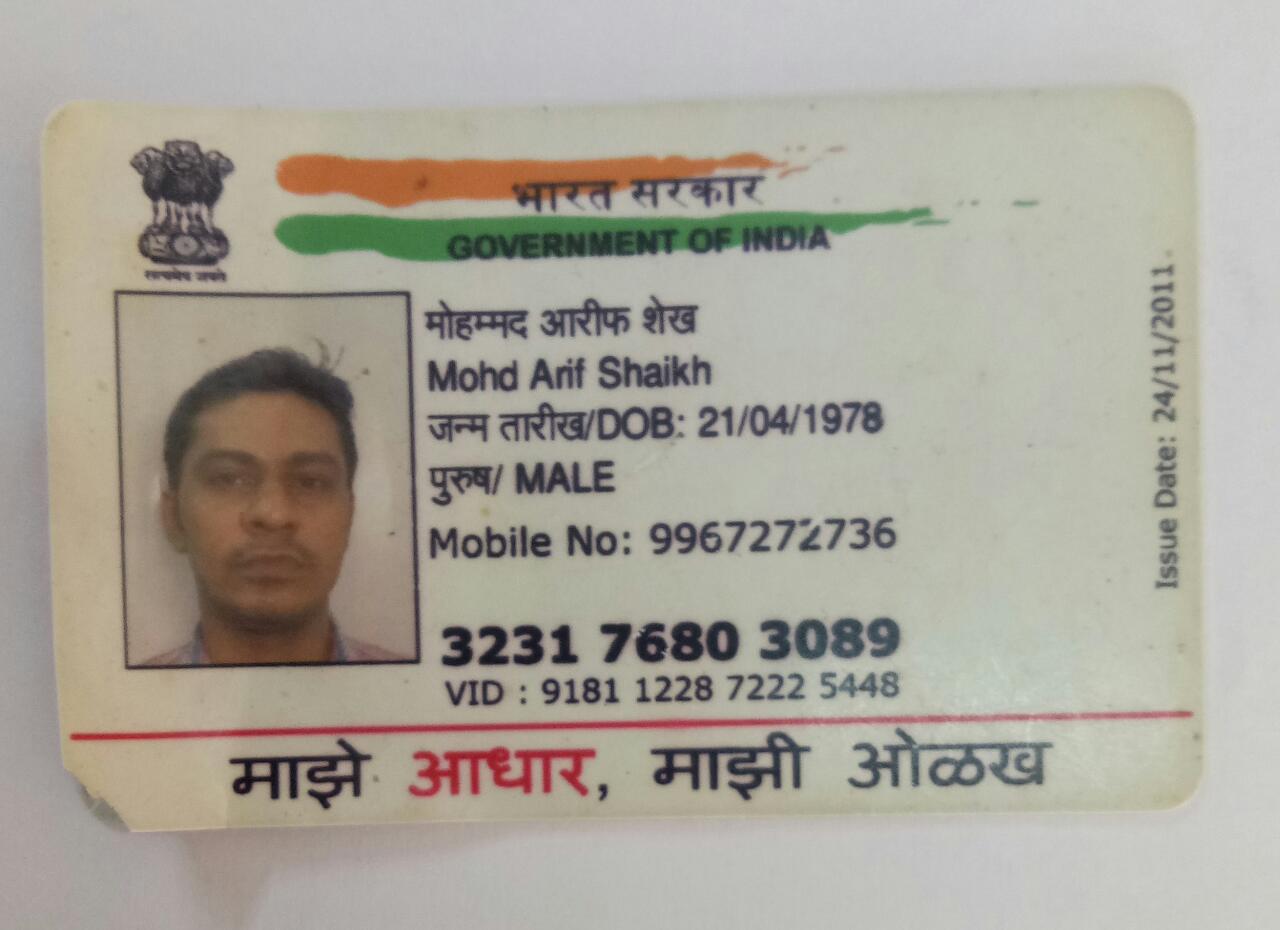 भारत सरकार
GOVERNMENT OF INDIA
सत्यमेव जयते
मोहम्मद आरीफ शेख
Mohd Arif Shaikh
जन्म तारीख/DOB: 21/04/1978
पुरुष/ MALE
Mobile No: 9967272736
3231 7680 3089
VID : 9181 1228 7222 5448
माझे आधार, माझी ओळख
Issue Date: 24/11/2011